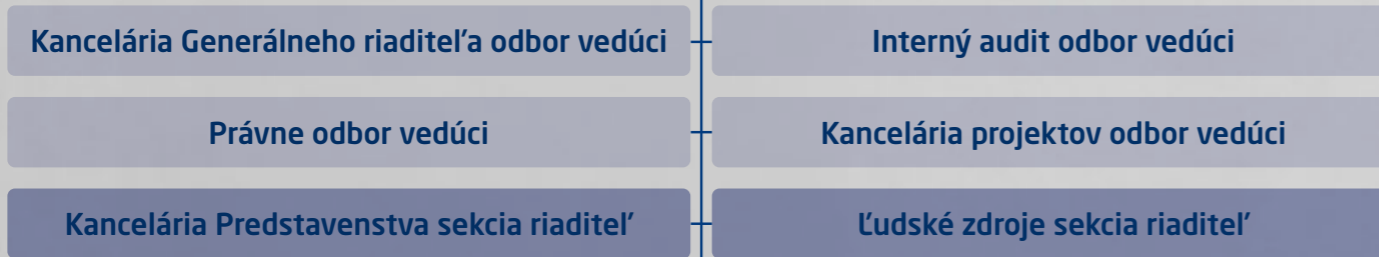 Kancelária Generálneho riaditeľa odbor vedúci
Interný audit odbor vedúci
Právne odbor vedúci
Kancelária projektov odbor vedúci
Kancelária Predstavenstva sekcia riaditeľ
Ľudské zdroje sekcia riaditeľ